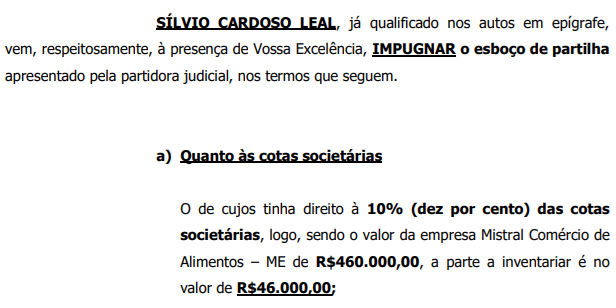 SÍLVIO CARDOSO LEAL, já qualificado nos autos em epígrafe,
vem, respeitosamente, à presença de Vossa Excelência, IMPUGNAR o esboço de partilha
apresentado pela partidora judicial, nos termos que seguem.
a) Quanto às cotas societárias
O de cujos tinha direito à 10% (dez por cento) das cotas
societárias, logo, sendo o valor da empresa Mistral Comércio de
Alimentos – ME de R$460.000,00, a parte a inventariar é no
valor de R$46.000,00;